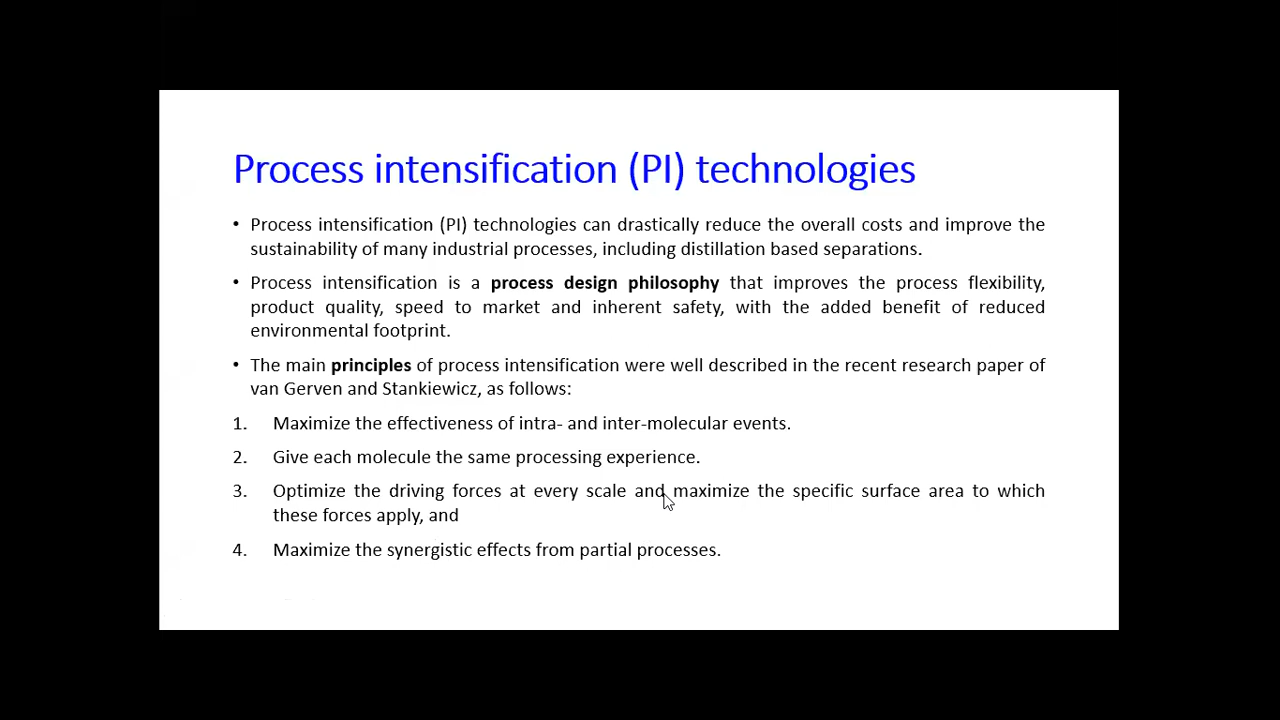 Process intensification (PI) technologies
• Process intensification (PI) technologies can drastically reduce the overall costs and improve the
sustainability of many industrial processes, including distillation based separations.
• Process intensification is a process design philosophy that improves the process flexibility,
product quality, speed to market and inherent safety, with the added benefit of reduced
environmental footprint.
• The main principles of process intensification were well described in the recent research paper of
van Gerven and Stankiewicz, as follows:
1. Maximize the effectiveness of intra- and inter-molecular events.
2. Give each molecule the same processing experience.
3. Optimize the driving forces at every scale and maximize the specific surface area to which
these forces apply, and
4. Maximize the synergistic effects from partial processes.